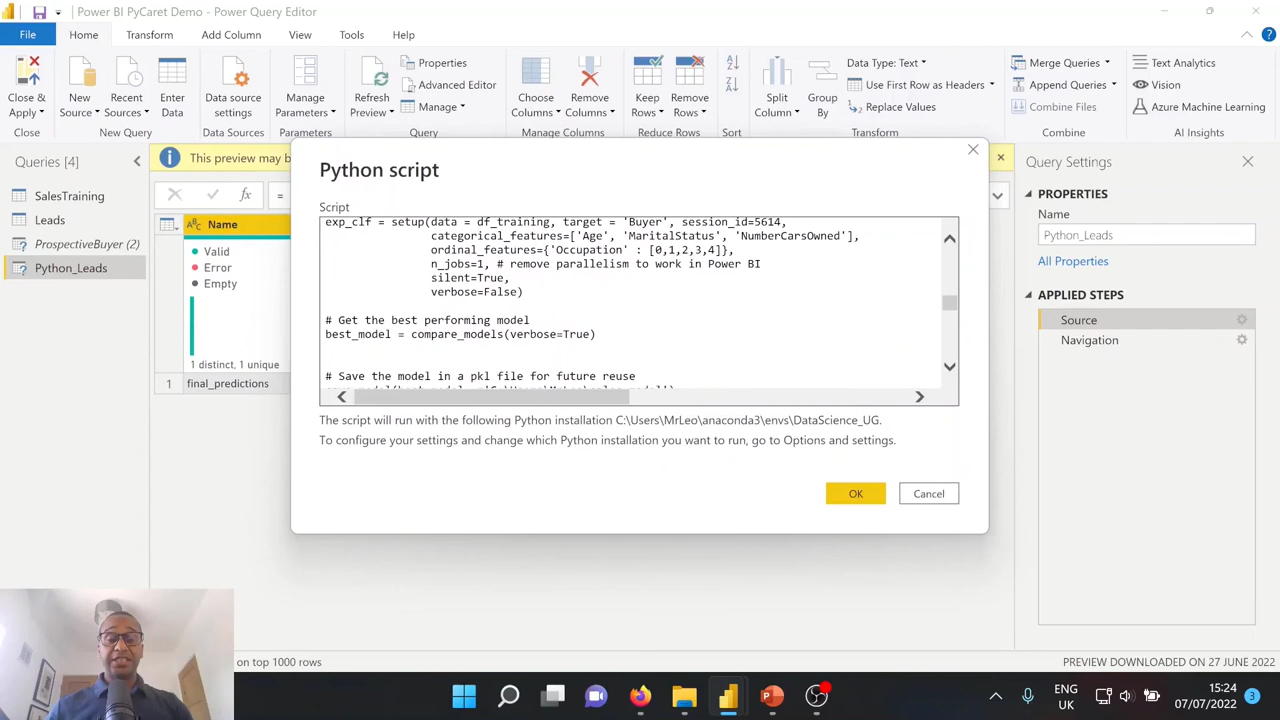 Power BI PyCaret Demo - Power Query Editor
File Home Transform Add Column View Tools Help
Close & Apply
New Source
Recent Sources
Enter Data
Data source settings
Manage Parameters
Refresh Preview
Properties
Advanced Editor
Manage
Choose Columns
Remove Columns
Keep Rows
Remove Rows
Split Column
Group By
Data Type: Text
Use First Row as Headers
Replace Values
Merge Queries
Append Queries
Combine Files
Text Analytics
Vision
Azure Machine Learning
Close New Query Data Sources Parameters Query Manage Columns Reduce Rows Sort Transform Combine AI Insights
Queries [4]
SalesTraining
Leads
ProspectiveBuyer (2)
Python_Leads
This preview may b
fx =
ABC Name
Valid
Error
Empty
1 distinct, 1 unique
1 final_predictions
Python script
Script
exp_clf = setup(data = df_training, target = 'Buyer', session_id=5614,
categorical_features=['Age', 'MaritalStatus', 'NumberCarsOwned'],
ordinal_features={'Occupation' : [0,1,2,3,4]},
n_jobs=1, # remove parallelism to work in Power BI
silent=True,
verbose=False)
# Get the best performing model
best_model = compare_models(verbose=True)
# Save the model in a pkl file for future reuse
The script will run with the following Python installation C:\Users\MrLeo\anaconda3\envs\DataScience_UG.
To configure your settings and change which Python installation you want to run, go to Options and settings.
OK Cancel
Query Settings
PROPERTIES
Name
Python_Leads
All Properties
APPLIED STEPS
Source
Navigation
on top 1000 rows
PREVIEW DOWNLOADED ON 27 JUNE 2022
ENG
UK
15:24
07/07/2022
3